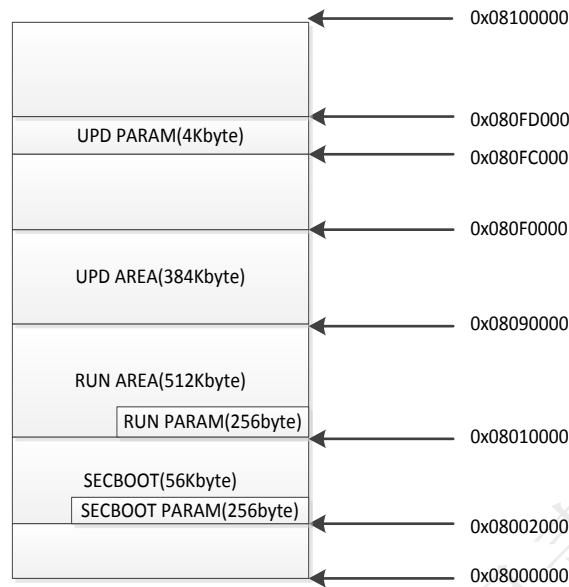 0x08100000
0x080FD000
UPD PARAM(4Kbyte)
0x080FC000
0x080F0000
UPD AREA(384Kbyte)
0x08090000
RUN AREA(512Kbyte)
RUN PARAM(256byte)
0x08010000
SECBOOT(56Kbyte)
SECBOOT PARAM(256byte)
0x08002000
0x08000000